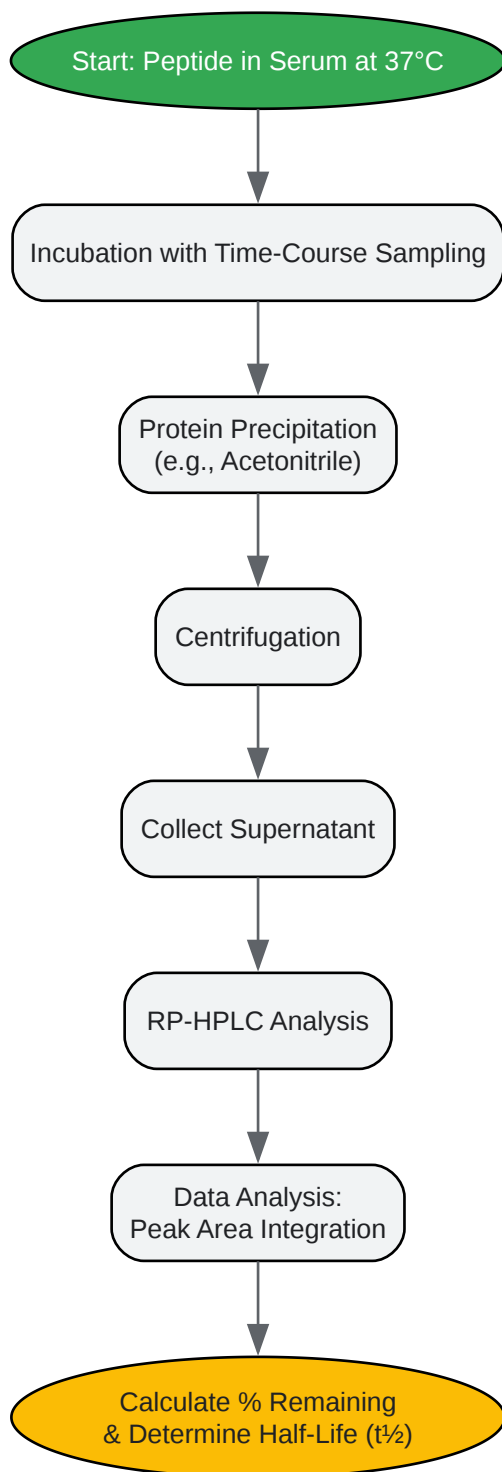 Start: Peptide in Serum at 37°C
Incubation with Time-Course Sampling
Protein Precipitation
(e.g., Acetonitrile)
Centrifugation
Collect Supernatant
RP-HPLC Analysis
Data Analysis:
Peak Area Integration
Calculate % Remaining
& Determine Half-Life (t½)